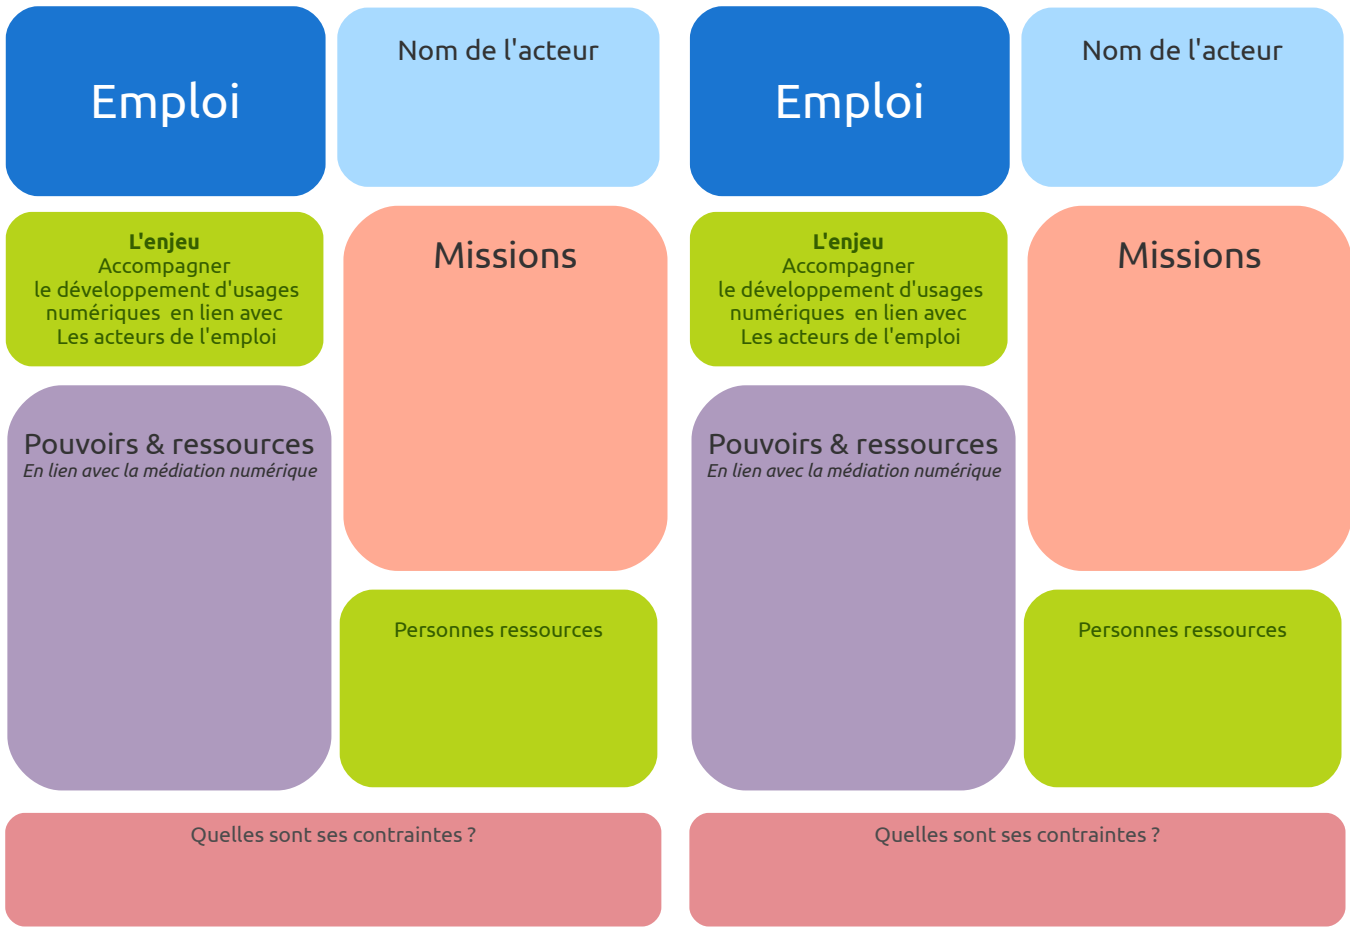 Emploi
Nom de l'acteur
L'enjeu
Accompagner
le développement d'usages
numériques  en lien avec
Les acteurs de l'emploi
Missions
Pouvoirs & ressources
En lien avec la médiation numérique
Personnes ressources
Quelles sont ses contraintes ?
Emploi
Nom de l'acteur
L'enjeu
Accompagner
le développement d'usages
numériques  en lien avec
Les acteurs de l'emploi
Missions
Pouvoirs & ressources
En lien avec la médiation numérique
Personnes ressources
Quelles sont ses contraintes ?